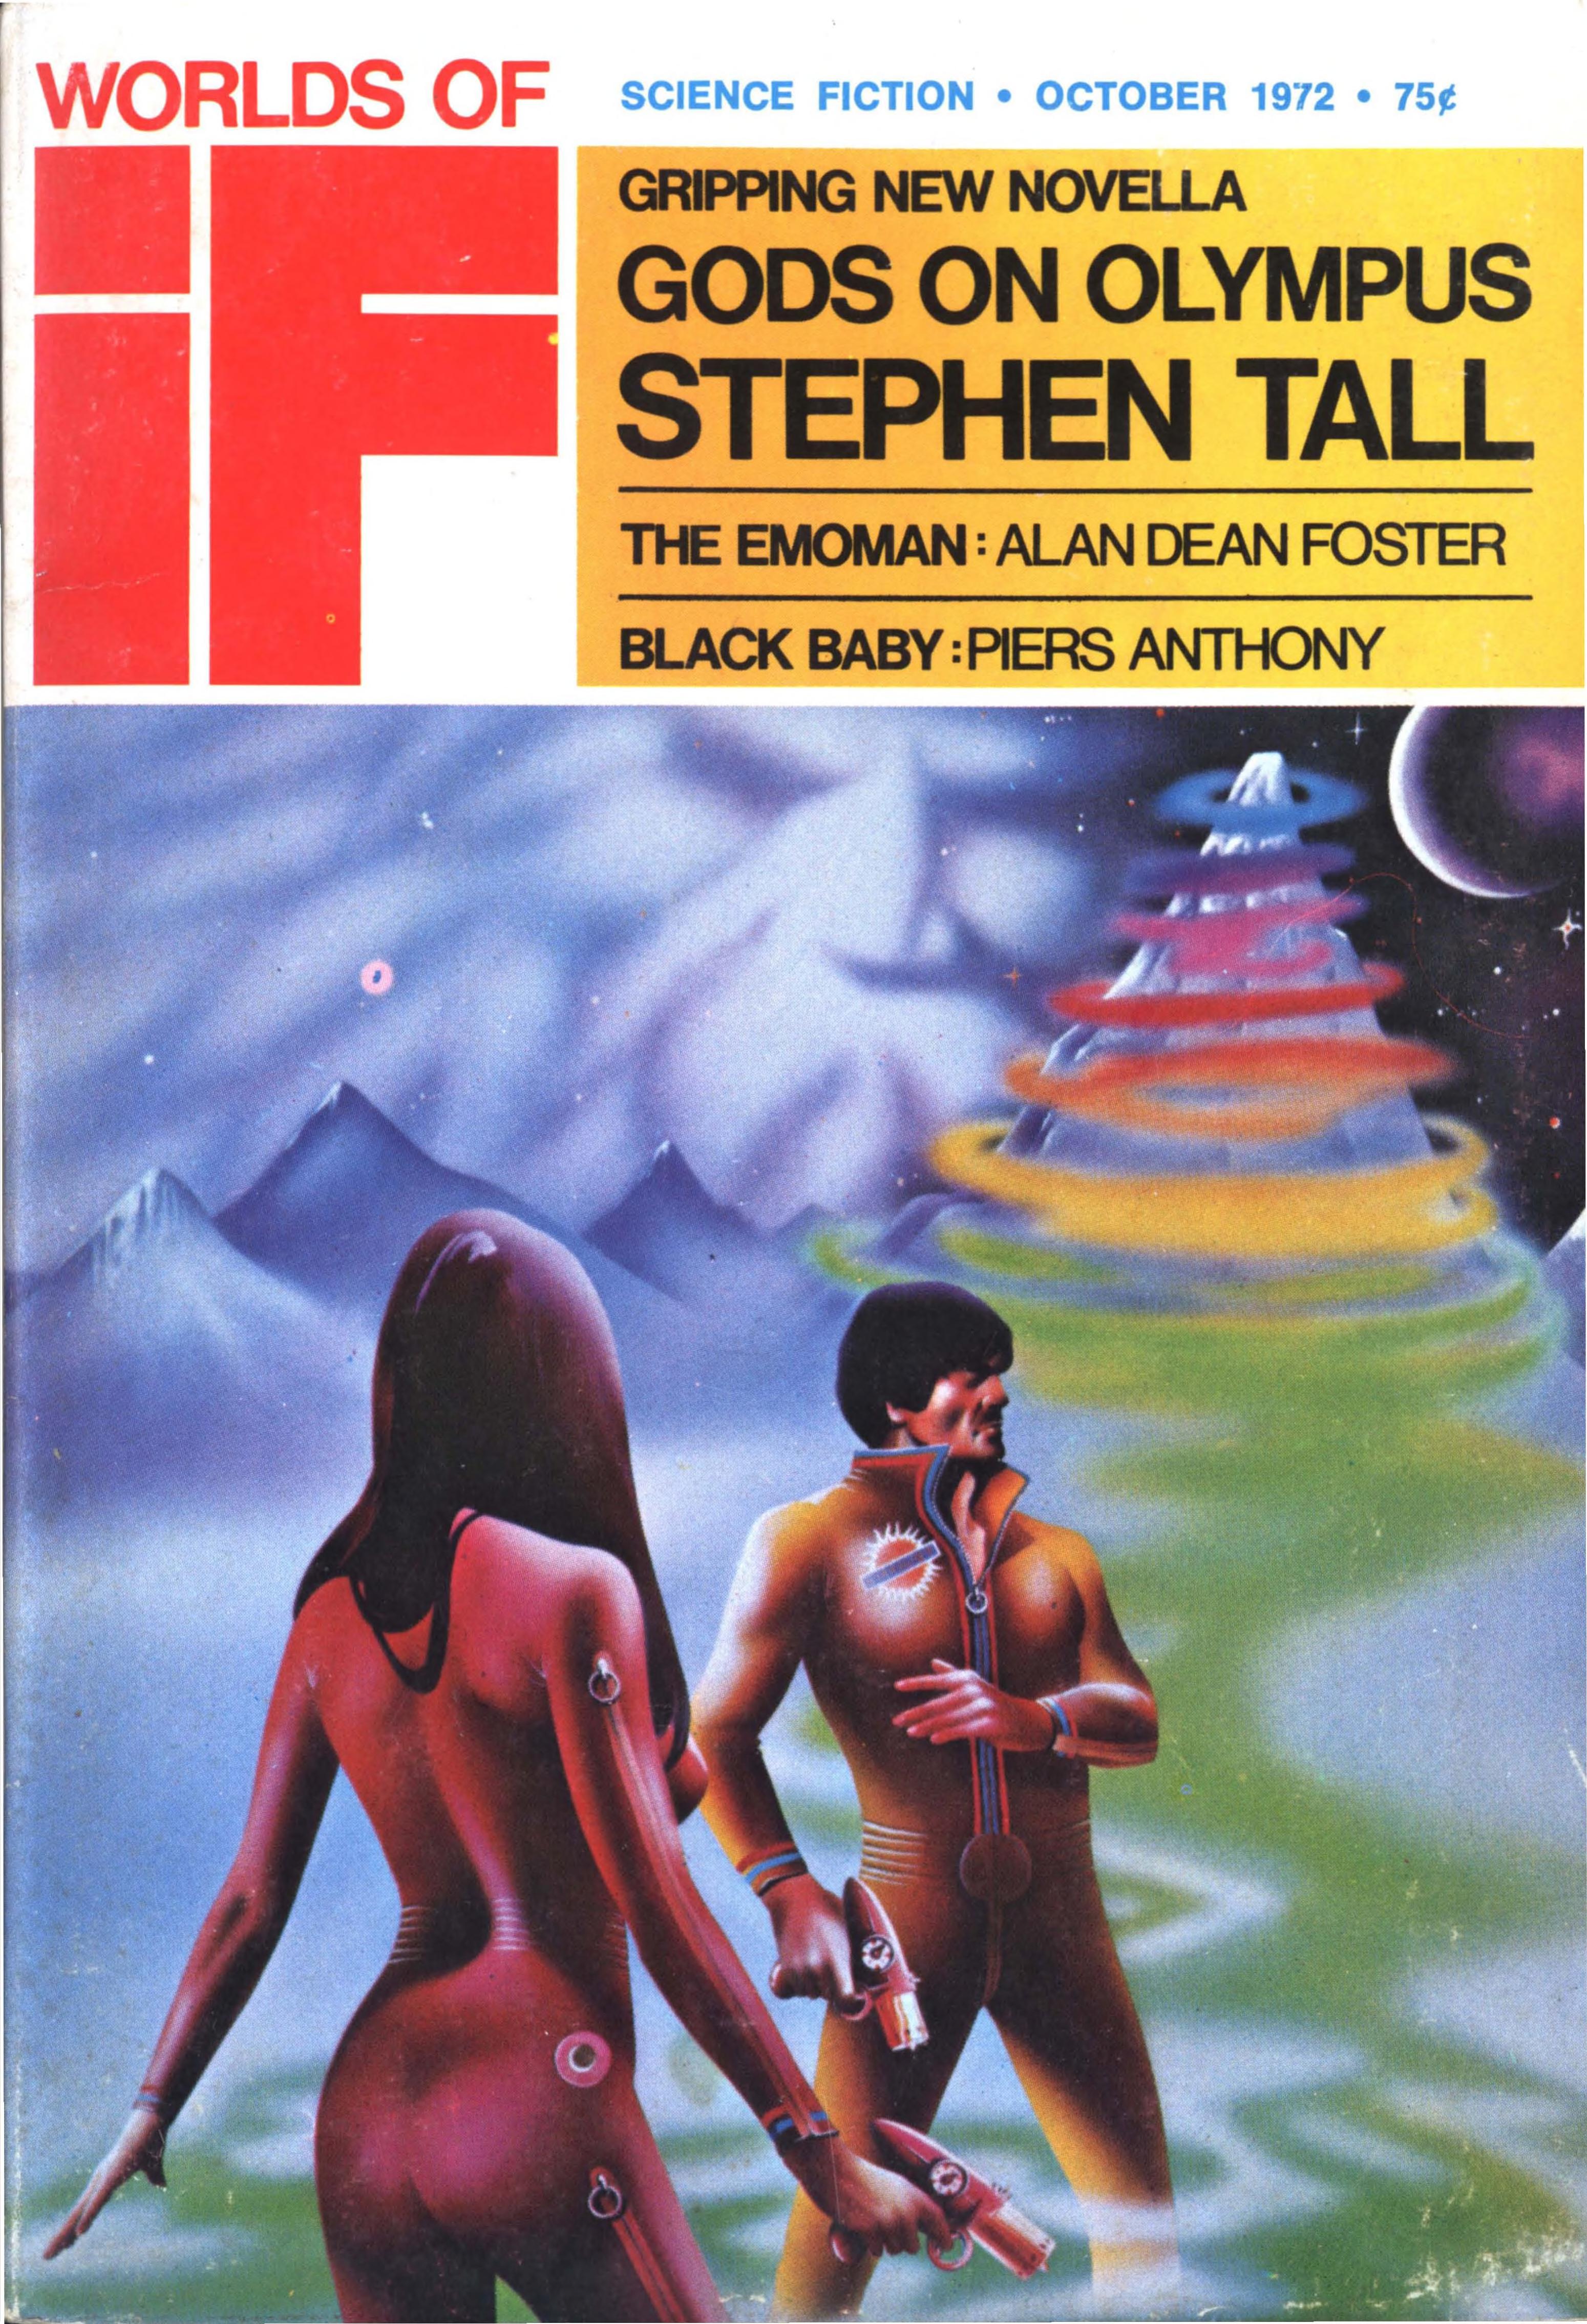 WORLDS OF
iF
SCIENCE FICTION • OCTOBER 1972 • 75¢
GRIPPING NEW NOVELLA
GODS ON OLYMPUS
STEPHEN TALL
THE EMOMAN: ALAN DEAN FOSTER
BLACK BABY: PIERS ANTHONY